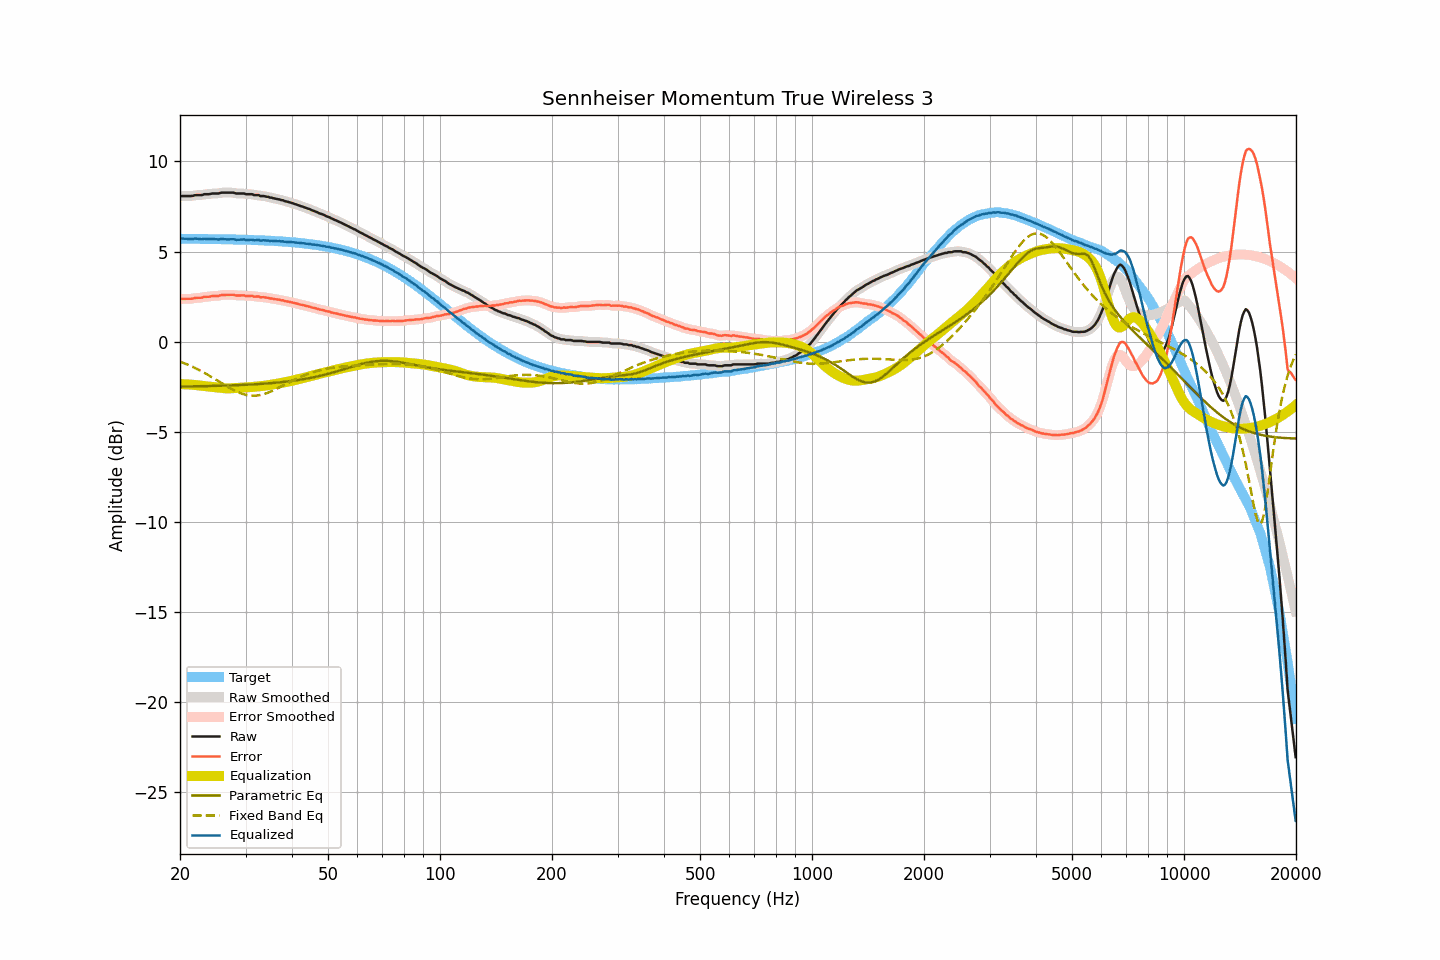 Sennheiser Momentum True Wireless 3
10
5
0
−5
−10
−15
−20
−25
Amplitude (dBr)
Target
Raw Smoothed
Error Smoothed
Raw
Error
Equalization
Parametric Eq
Fixed Band Eq
Equalized
20 50 100 200 500 1000 2000 5000 10000 20000
Frequency (Hz)